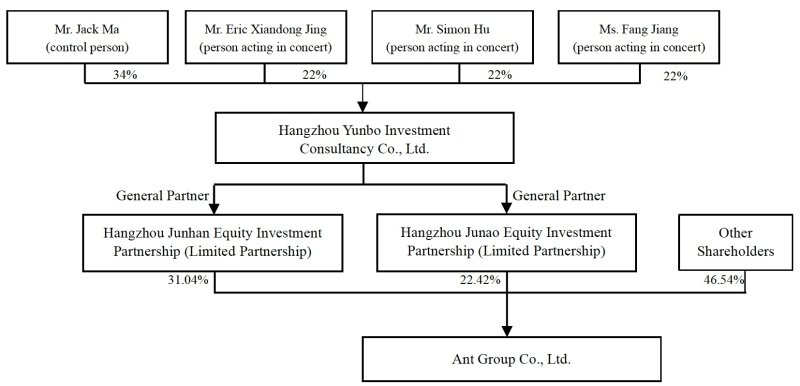 Mr. Jack Ma
(control person)
Mr. Eric Xiandong Jing
(person acting in concert)
Mr. Simon Hu
(person acting in concert)
Ms. Fang Jiang
(person acting in concert)
34%
22%
22%
22%
Hangzhou Yunbo Investment
Consultancy Co., Ltd.
General Partner
General Partner
Hangzhou Junhan Equity Investment
Partnership (Limited Partnership)
Hangzhou Junao Equity Investment
Partnership (Limited Partnership)
Other
Shareholders
31.04%
22.42%
46.54%
Ant Group Co., Ltd.